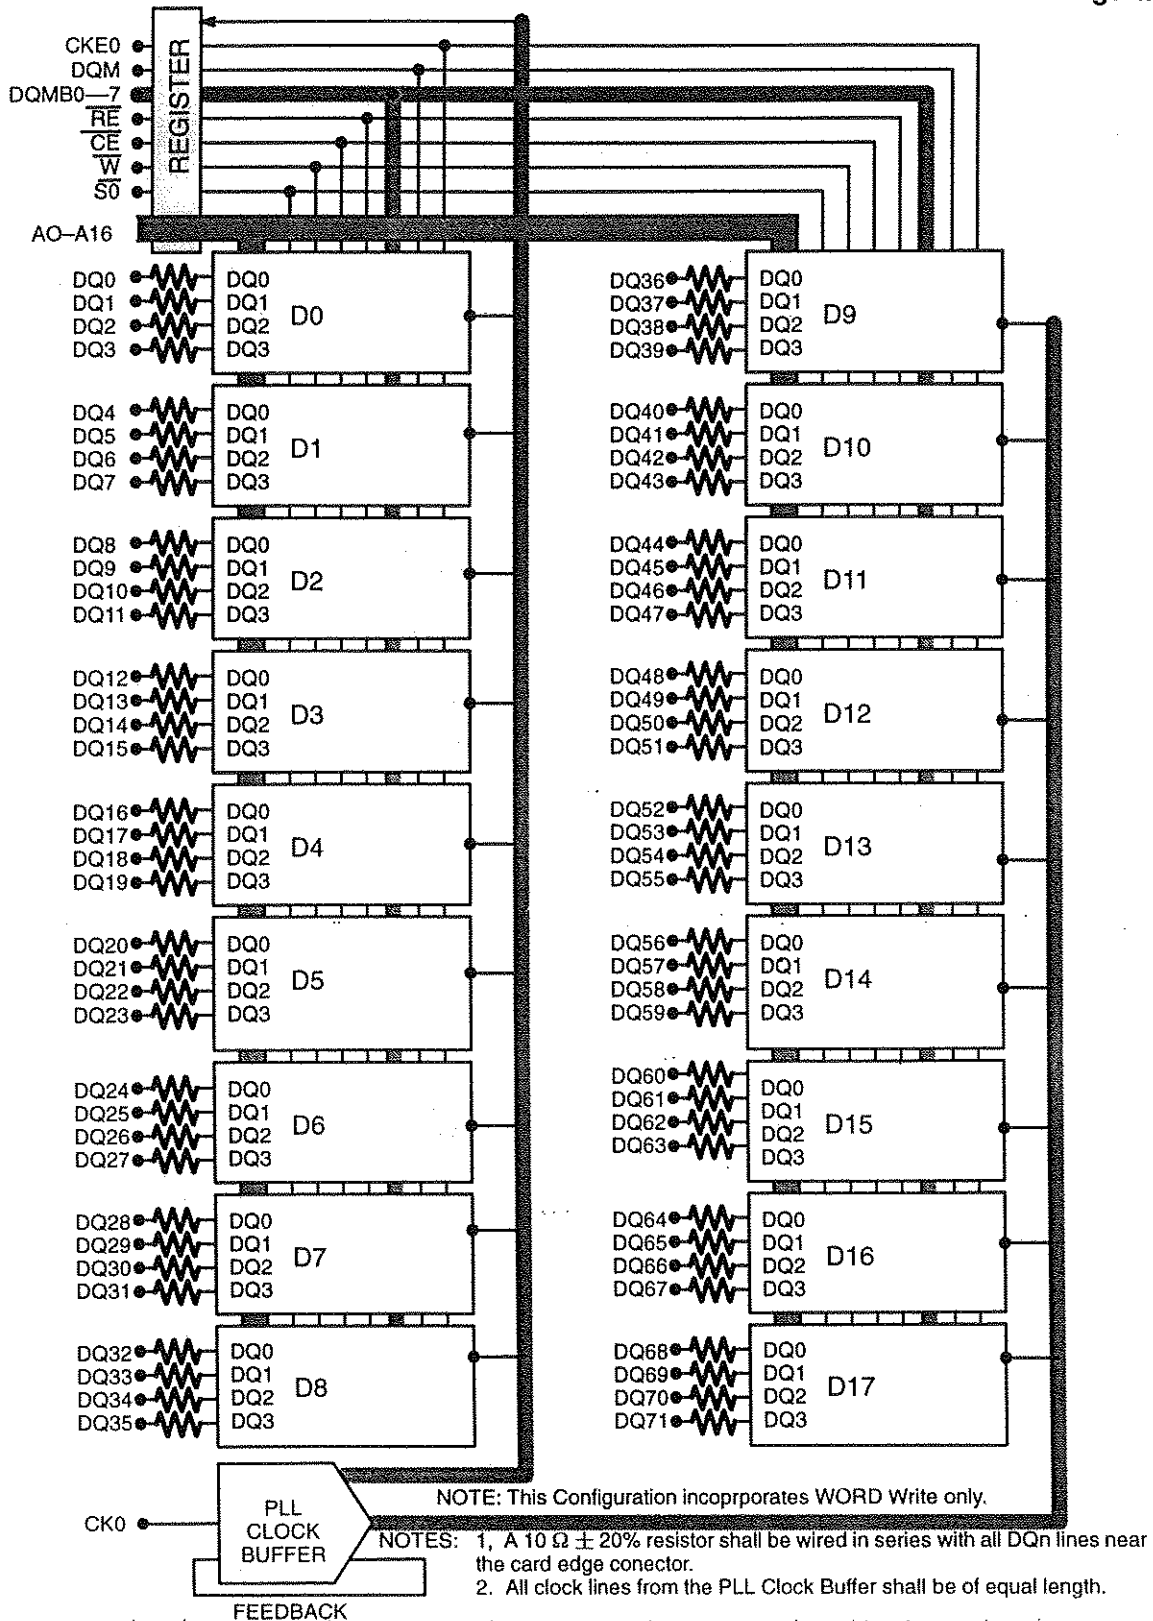 CKE0
DQM
DQMB0—7
RE
CE
W
S0
AO–A16
REGISTER
DQ0 DQ0
DQ1 DQ1
DQ2 DQ2
DQ3 DQ3
D0
DQ4 DQ0
DQ5 DQ1
DQ6 DQ2
DQ7 DQ3
D1
DQ8 DQ0
DQ9 DQ1
DQ10 DQ2
DQ11 DQ3
D2
DQ12 DQ0
DQ13 DQ1
DQ14 DQ2
DQ15 DQ3
D3
DQ16 DQ0
DQ17 DQ1
DQ18 DQ2
DQ19 DQ3
D4
DQ20 DQ0
DQ21 DQ1
DQ22 DQ2
DQ23 DQ3
D5
DQ24 DQ0
DQ25 DQ1
DQ26 DQ2
DQ27 DQ3
D6
DQ28 DQ0
DQ29 DQ1
DQ30 DQ2
DQ31 DQ3
D7
DQ32 DQ0
DQ33 DQ1
DQ34 DQ2
DQ35 DQ3
D8
DQ36 DQ0
DQ37 DQ1
DQ38 DQ2
DQ39 DQ3
D9
DQ40 DQ0
DQ41 DQ1
DQ42 DQ2
DQ43 DQ3
D10
DQ44 DQ0
DQ45 DQ1
DQ46 DQ2
DQ47 DQ3
D11
DQ48 DQ0
DQ49 DQ1
DQ50 DQ2
DQ51 DQ3
D12
DQ52 DQ0
DQ53 DQ1
DQ54 DQ2
DQ55 DQ3
D13
DQ56 DQ0
DQ57 DQ1
DQ58 DQ2
DQ59 DQ3
D14
DQ60 DQ0
DQ61 DQ1
DQ62 DQ2
DQ63 DQ3
D15
DQ64 DQ0
DQ65 DQ1
DQ66 DQ2
DQ67 DQ3
D16
DQ68 DQ0
DQ69 DQ1
DQ70 DQ2
DQ71 DQ3
D17
CK0
PLL
CLOCK
BUFFER
FEEDBACK
NOTE: This Configuration incoprporates WORD Write only.
NOTES: 1, A 10 Ω ± 20% resistor shall be wired in series with all DQn lines near
the card edge conector.
2. All clock lines from the PLL Clock Buffer shall be of equal length.